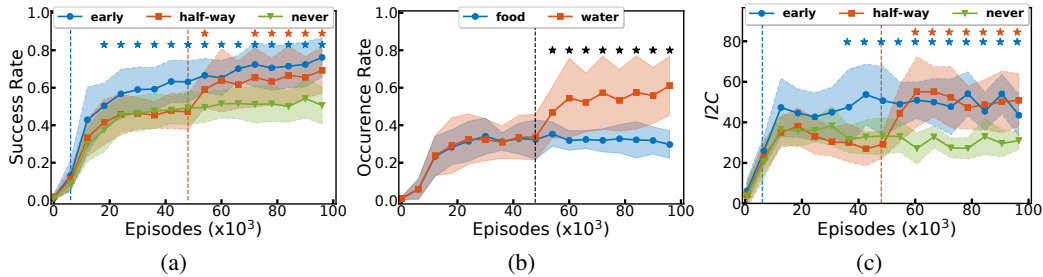 early half-way never
Success Rate
0.0 0.2 0.4 0.6 0.8 1.0
0 20 40 60 80 100
Episodes (x10³)
(a)
food water
Occurence Rate
0.0 0.2 0.4 0.6 0.8 1.0
0 20 40 60 80 100
Episodes (x10³)
(b)
early half-way never
I2C
0 20 40 60 80
0 20 40 60 80 100
Episodes (x10³)
(c)